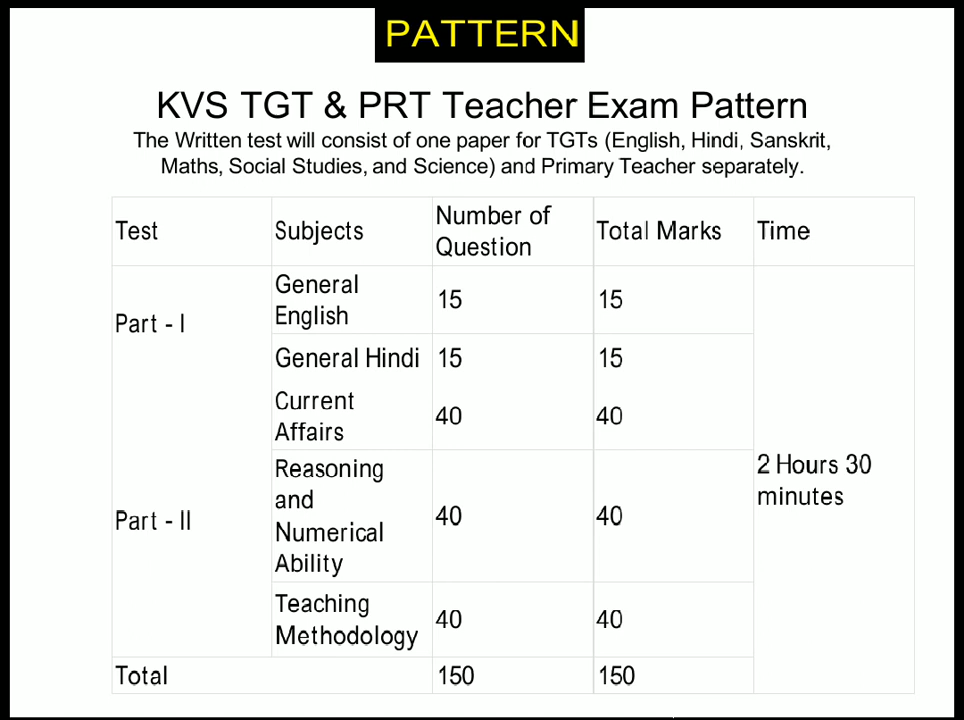 PATTERN
KVS TGT & PRT Teacher Exam Pattern
The Written test will consist of one paper for TGTs (English, Hindi, Sanskrit,
Maths, Social Studies, and Science) and Primary Teacher separately.
Test Subjects Number of Question Total Marks Time
Part - I General English 15 15
General Hindi 15 15
Part - II Current Affairs 40 40
Reasoning and Numerical Ability 40 40
Teaching Methodology 40 40
2 Hours 30 minutes
Total 150 150